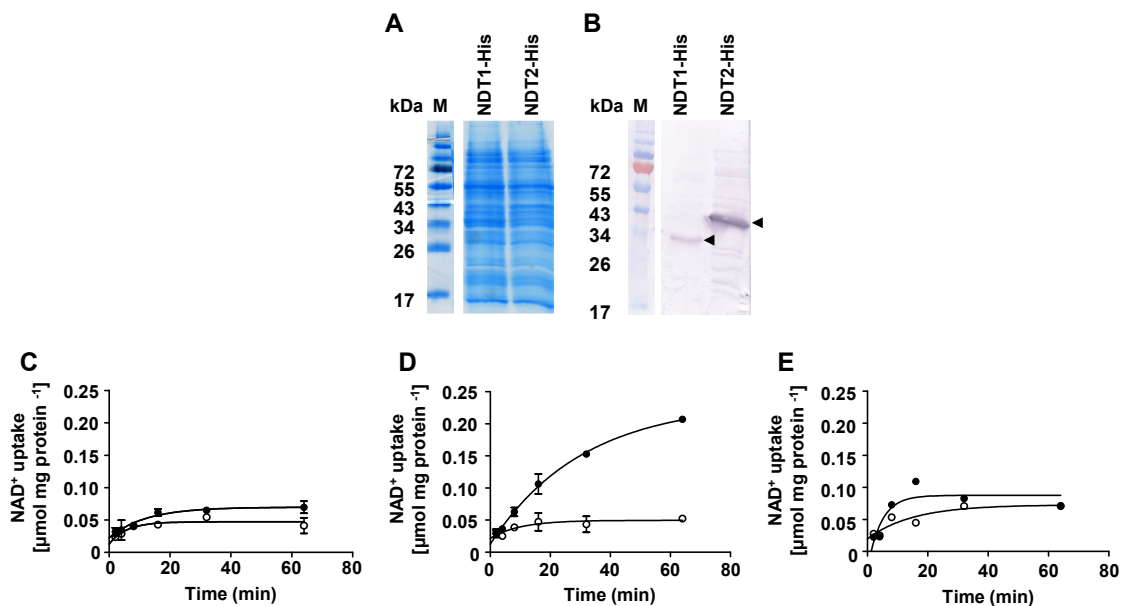 A
kDa M NDT1-His NDT2-His
72
55
43
34
26
17
B
kDa M NDT1-His NDT2-His
72
55
43
34
26
17
C
NAD+ uptake
[µmol mg protein -1]
0.25
0.20
0.15
0.10
0.05
0
0 20 40 60 80
Time (min)
D
NAD+ uptake
[µmol mg protein -1]
0.25
0.20
0.15
0.10
0.05
0
0 20 40 60 80
Time (min)
E
NAD+ uptake
[µmol mg protein -1]
0.25
0.20
0.15
0.10
0.05
0
0 20 40 60 80 100
Time (min)